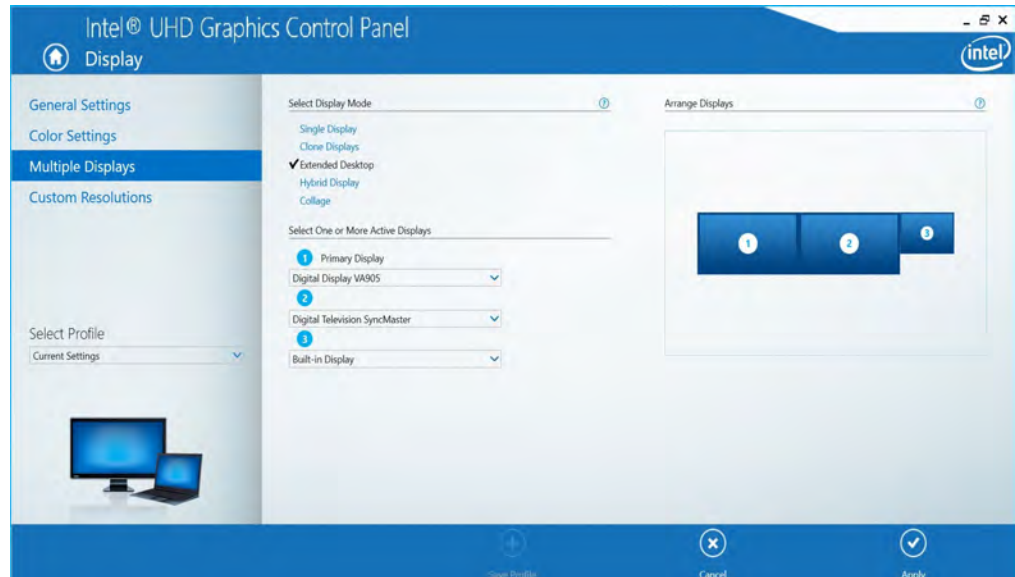 Intel® UHD Graphics Control Panel
Display
intel
General Settings
Color Settings
Multiple Displays
Custom Resolutions
Select Profile
Current Settings
Select Display Mode
Single Display
Clone Displays
Extended Desktop
Hybrid Display
Collage
Select One or More Active Displays
1 Primary Display
Digital Display VA905
2
Digital Television SyncMaster
3
Built-in Display
Arrange Displays
1 2 3
Save Profile
Cancel
Apply